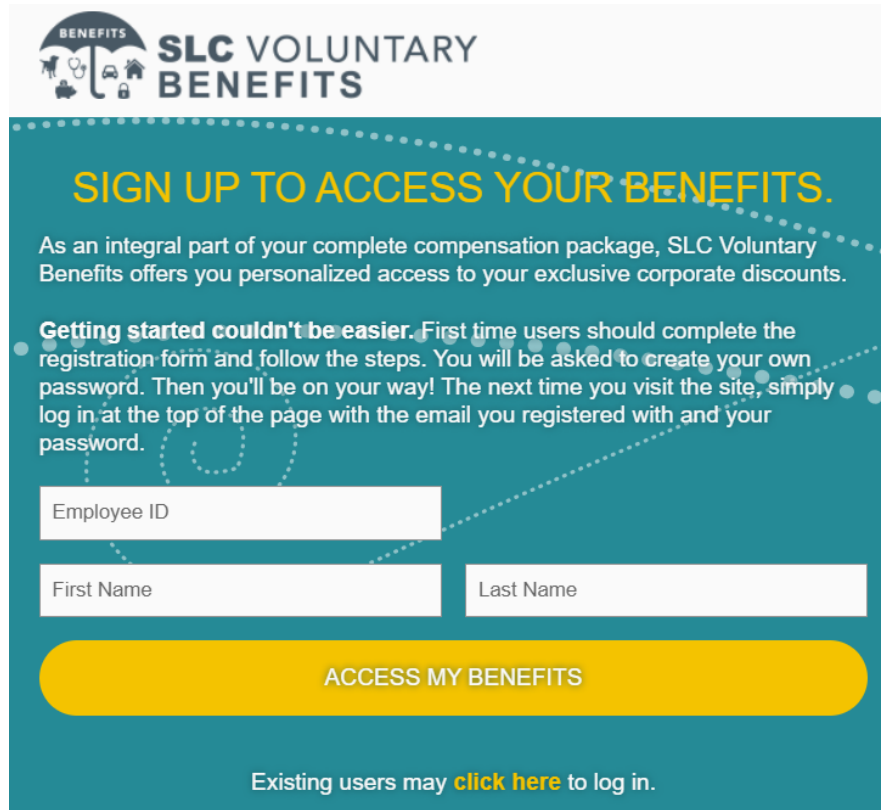 BENEFITS
SLC VOLUNTARY
BENEFITS
SIGN UP TO ACCESS YOUR BENEFITS.
As an integral part of your complete compensation package, SLC Voluntary
Benefits offers you personalized access to your exclusive corporate discounts.
Getting started couldn't be easier. First time users should complete the
registration form and follow the steps. You will be asked to create your own
password. Then you'll be on your way! The next time you visit the site, simply
log in at the top of the page with the email you registered with and your
password.
Employee ID
First Name Last Name
ACCESS MY BENEFITS
Existing users may click here to log in.